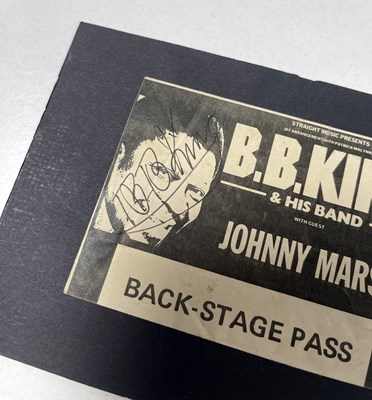 STRAIGHT MUSIC PRESENTS
B.B.KI
& HIS BAND
WITH GUEST
JOHNNY MARS
BACK-STAGE PASS